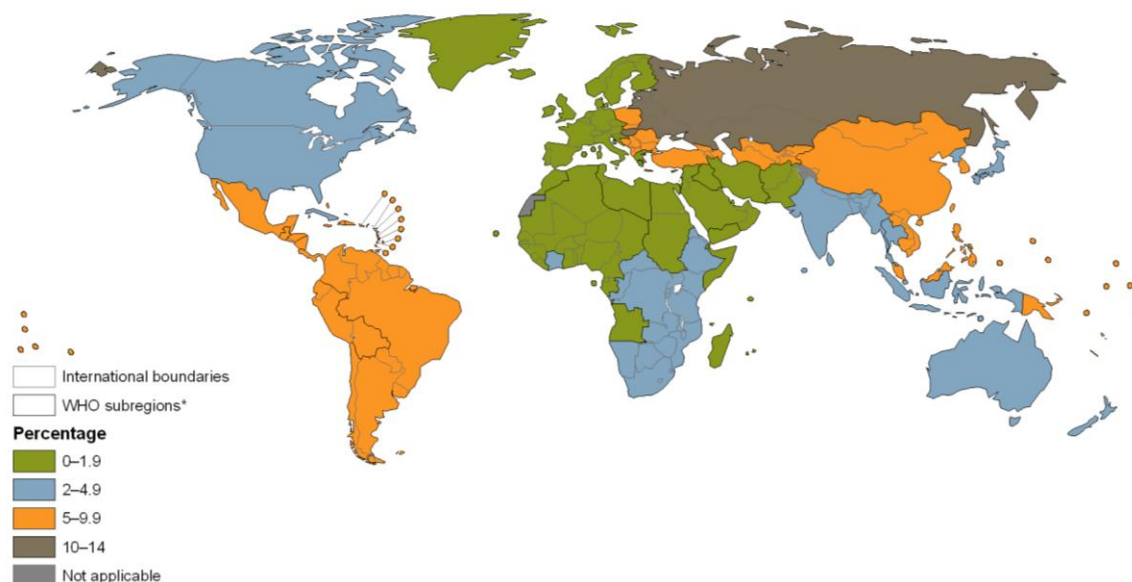 International boundaries
WHO subregions*
Percentage
0–1.9
2–4.9
5–9.9
10–14
Not applicable